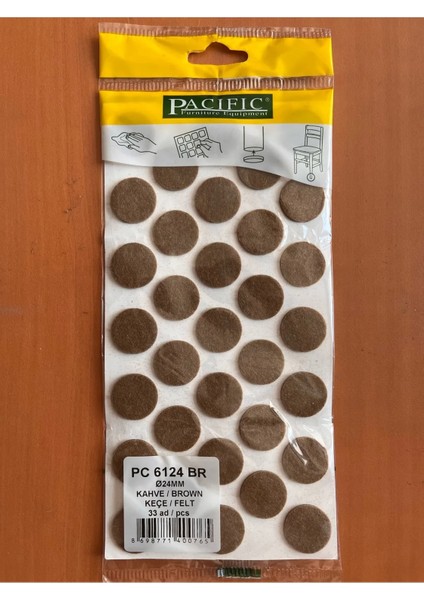 PACIFIC®
Furniture Equipment
PC 6124 BR
Ø24MM
KAHVE / BROWN
KEÇE / FELT
33 ad / pcs
8 698771 400765